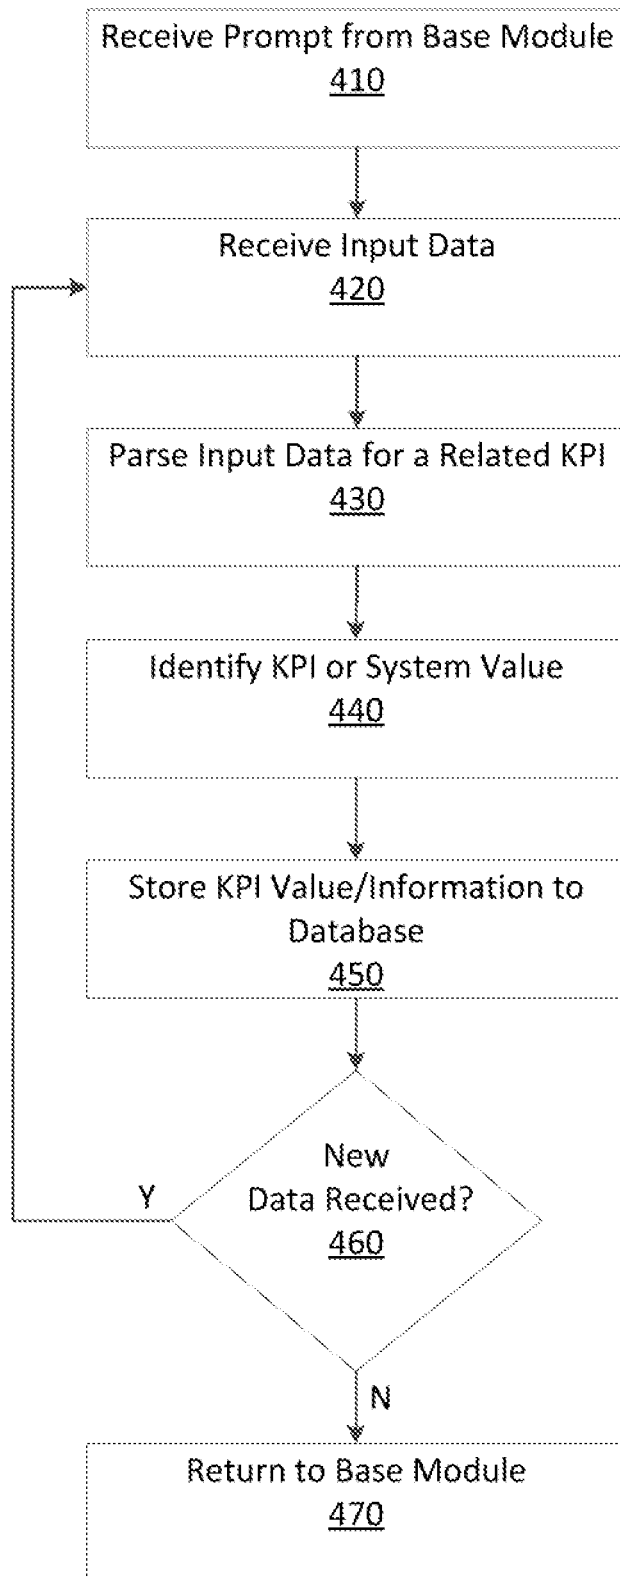 Receive Prompt from Base Module
410
Receive Input Data
420
Parse Input Data for a Related KPI
430
Identify KPI or System Value
440
Store KPI Value/Information to
Database
450
New
Data Received?
Y
460
N
Return to Base Module
470